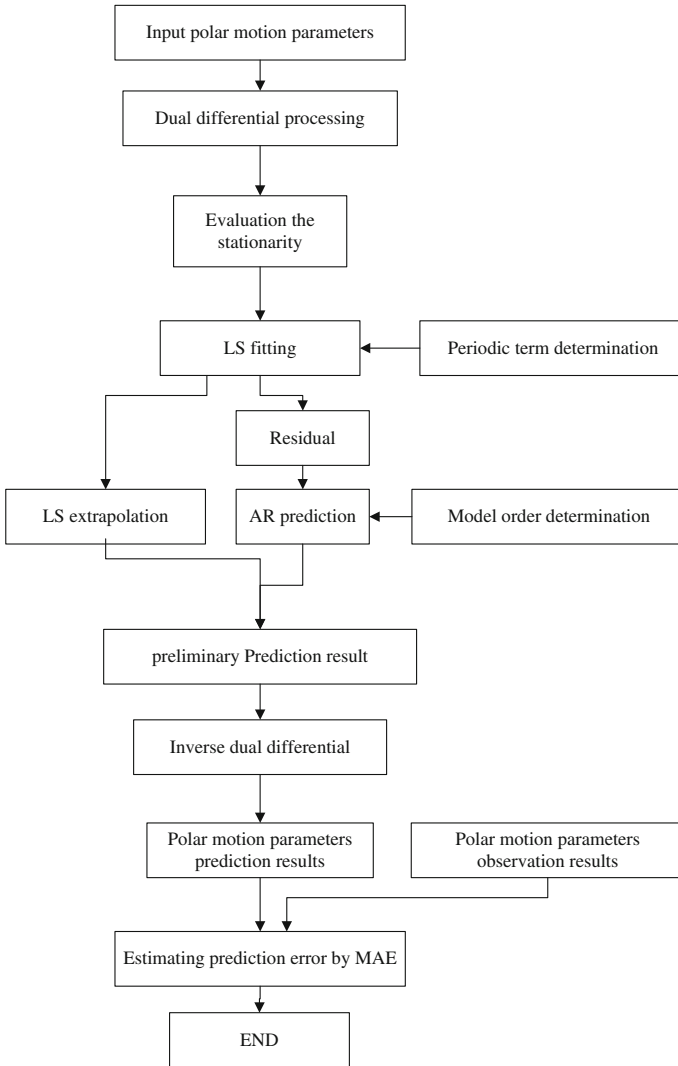 Input polar motion parameters
Dual differential processing
Evaluation the
stationarity
LS fitting
Periodic term determination
Residual
LS extrapolation
AR prediction
Model order determination
preliminary Prediction result
Inverse dual differential
Polar motion parameters
prediction results
Polar motion parameters
observation results
Estimating prediction error by MAE
END